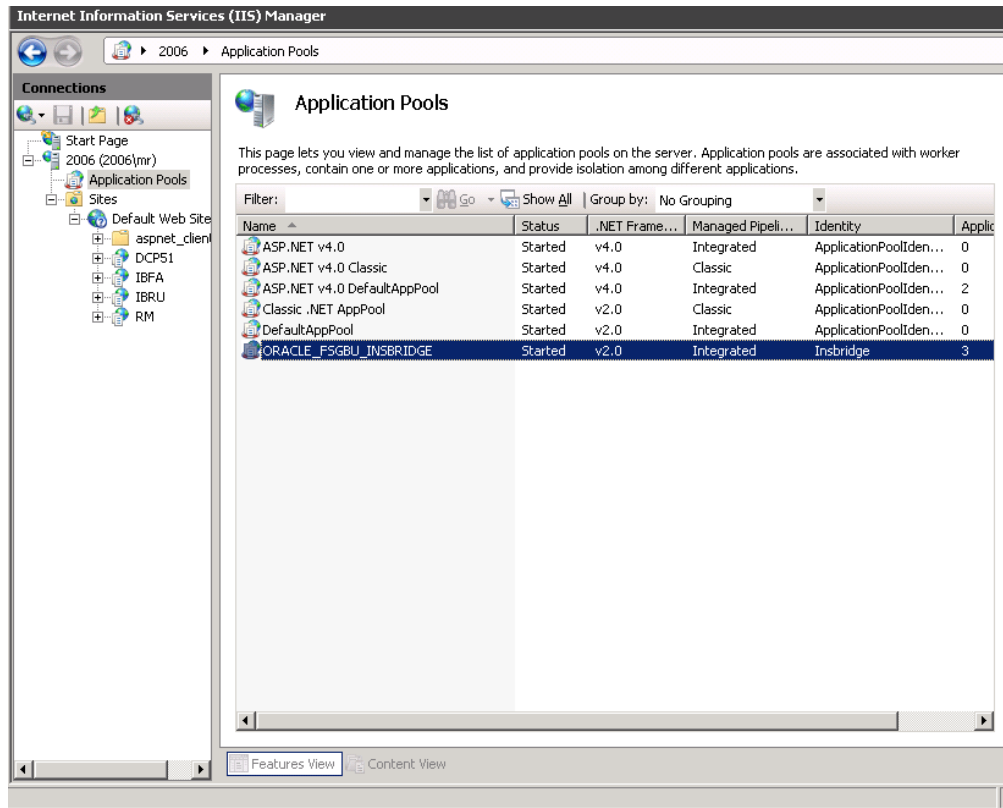 Internet Information Services (IIS) Manager
2006 Application Pools
Connections
Start Page
2006 (2006\mr)
Application Pools
Sites
Default Web Site
aspnet_clien
DCP51
IBFA
IBRU
RM
Application Pools
This page lets you view and manage the list of application pools on the server. Application pools are associated with worker
processes, contain one or more applications, and provide isolation among different applications.
Filter: Go Show All Group by: No Grouping
Name Status .NET Frame... Managed Pipeli... Identity Applic
ASP.NET v4.0 Started v4.0 Integrated ApplicationPoolIden... 0
ASP.NET v4.0 Classic Started v4.0 Classic ApplicationPoolIden... 0
ASP.NET v4.0 DefaultAppPool Started v4.0 Integrated ApplicationPoolIden... 2
Classic .NET AppPool Started v2.0 Classic ApplicationPoolIden... 0
DefaultAppPool Started v2.0 Integrated ApplicationPoolIden... 0
ORACLE_FSGBU_INSBRIDGE Started v2.0 Integrated Insbridge 3
Features View Content View